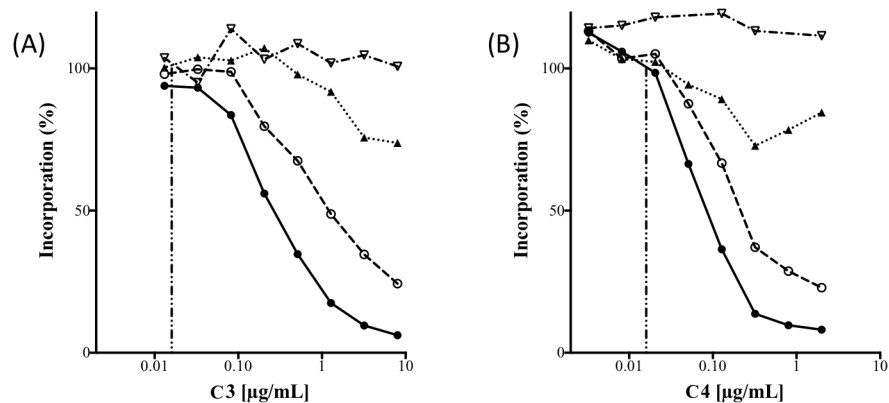 (A)
Incorporation (%)
100
50
0
0.01 0.10 1 10
C3 [µg/mL]
(B)
Incorporation (%)
100
50
0
0.01 0.10 1 10
C4 [µg/mL]